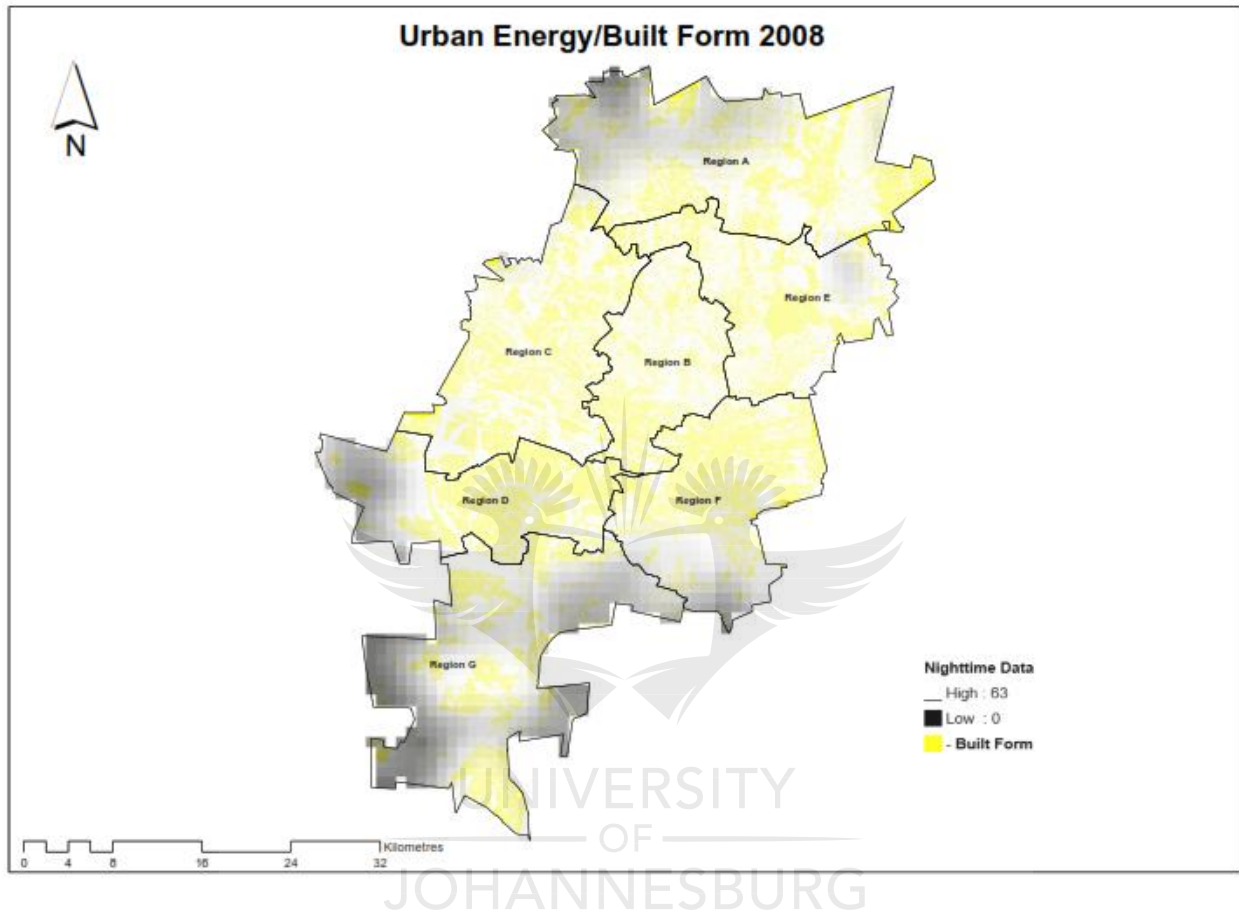 Urban Energy/Built Form 2008
N
Region A
Region E
Region C
Region B
Region D
Region F
Region G
Nighttime Data
High : 63
Low : 0
- Built Form
0 4 8 16 24 32 Kilometres
UNIVERSITY
OF
JOHANNESBURG